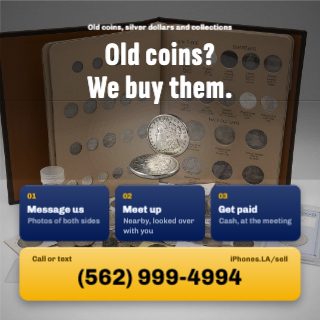 Old coins, silver dollars and collections
Old coins?
We buy them.
01
Message us
Photos of both sides
02
Meet up
Nearby, looked over
with you
03
Get paid
Cash, at the meeting
Call or text
iPhones.LA/sell
(562) 999-4994